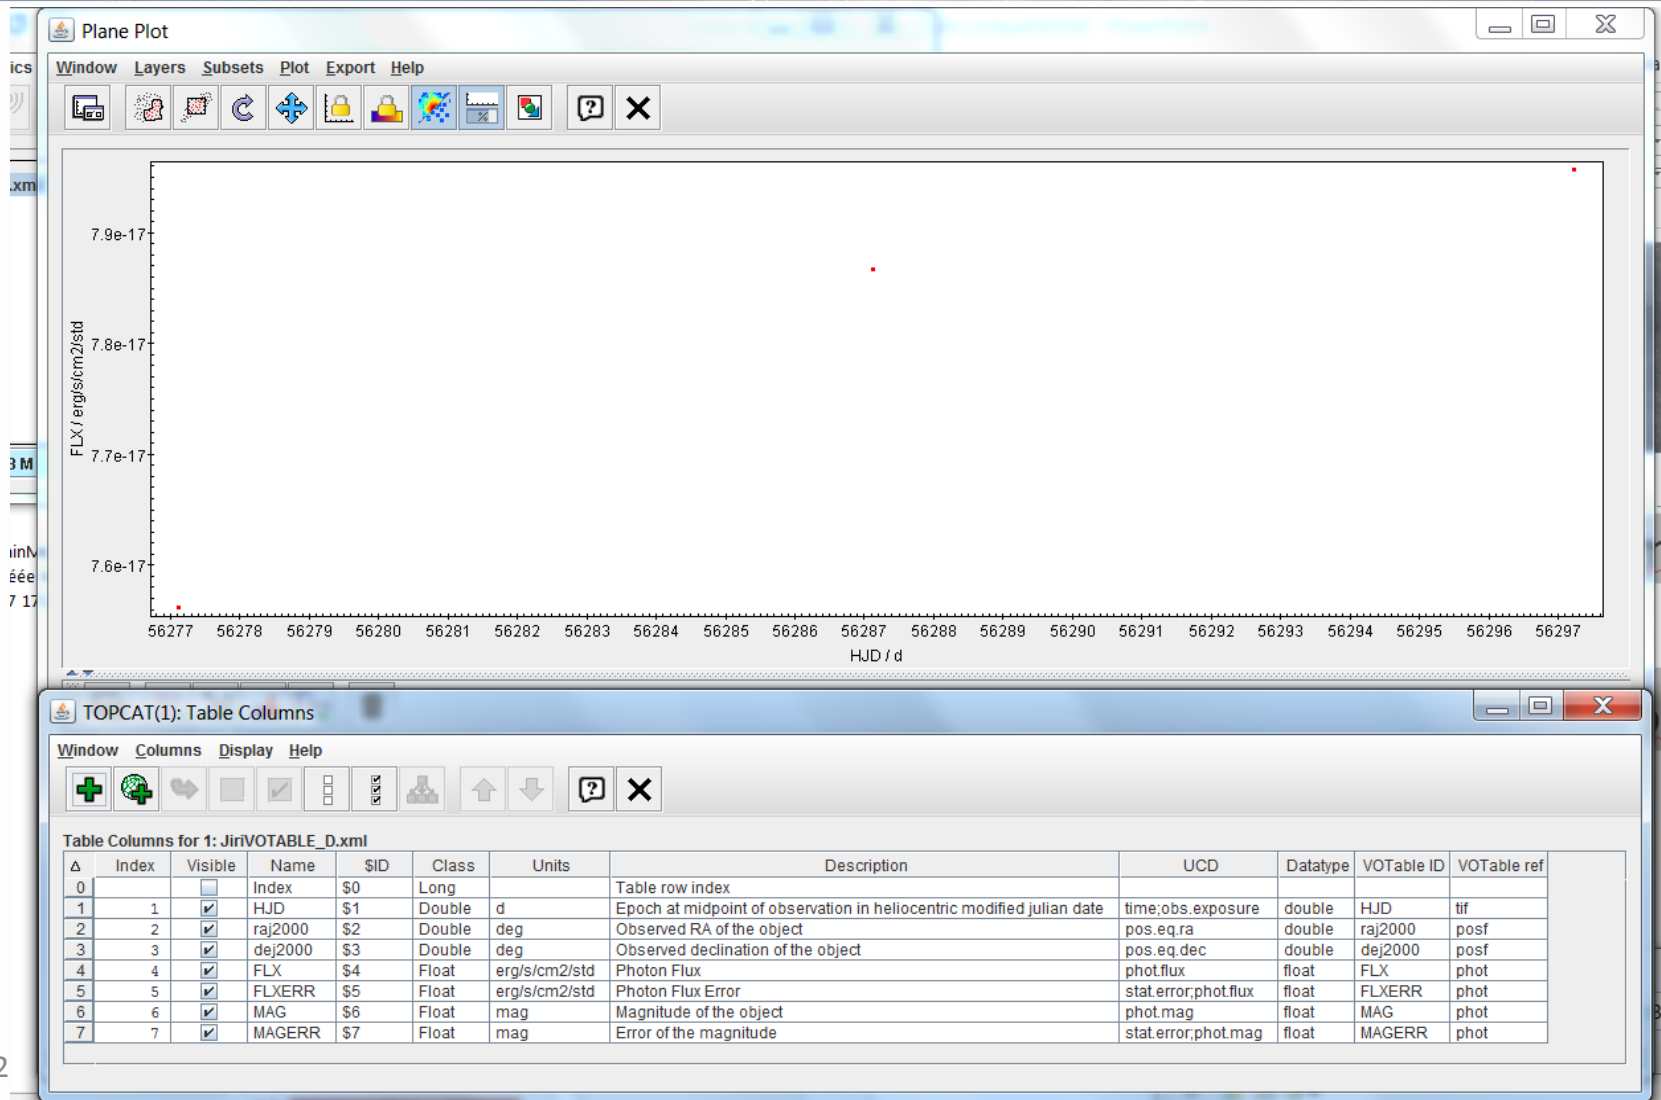 Plane Plot
ics
Window Layers Subsets Plot Export Help
.xm
7.9e-17
7.8e-17
7.7e-17
7.6e-17
FLX / erg/s/cm2/std
3 M
ainM
éée
7 17
56277 56278 56279 56280 56281 56282 56283 56284 56285 56286 56287 56288 56289 56290 56291 56292 56293 56294 56295 56296 56297
HJD / d
TOPCAT(1): Table Columns
Window Columns Display Help
Table Columns for 1: JiriVOTABLE_D.xml
Index Visible Name $ID Class Units Description UCD Datatype VOTable ID VOTable ref
0 Index $0 Long Table row index
1 1 HJD $1 Double d Epoch at midpoint of observation in heliocentric modified julian date time;obs.exposure double HJD tif
2 2 raj2000 $2 Double deg Observed RA of the object pos.eq.ra double raj2000 posf
3 3 dej2000 $3 Double deg Observed declination of the object pos.eq.dec double dej2000 posf
4 4 FLX $4 Float erg/s/cm2/std Photon Flux phot.flux float FLX phot
5 5 FLXERR $5 Float erg/s/cm2/std Photon Flux Error stat.error;phot.flux float FLXERR phot
6 6 MAG $6 Float mag Magnitude of the object phot.mag float MAG phot
7 7 MAGERR $7 Float mag Error of the magnitude stat.error;phot.mag float MAGERR phot
2